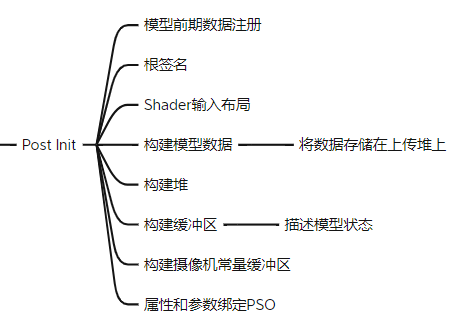 模型前期数据注册
根签名
Shader输入布局
Post Init
构建模型数据
将数据存储在上传堆上
构建堆
构建缓冲区
描述模型状态
构建摄像机常量缓冲区
属性和参数绑定PSO